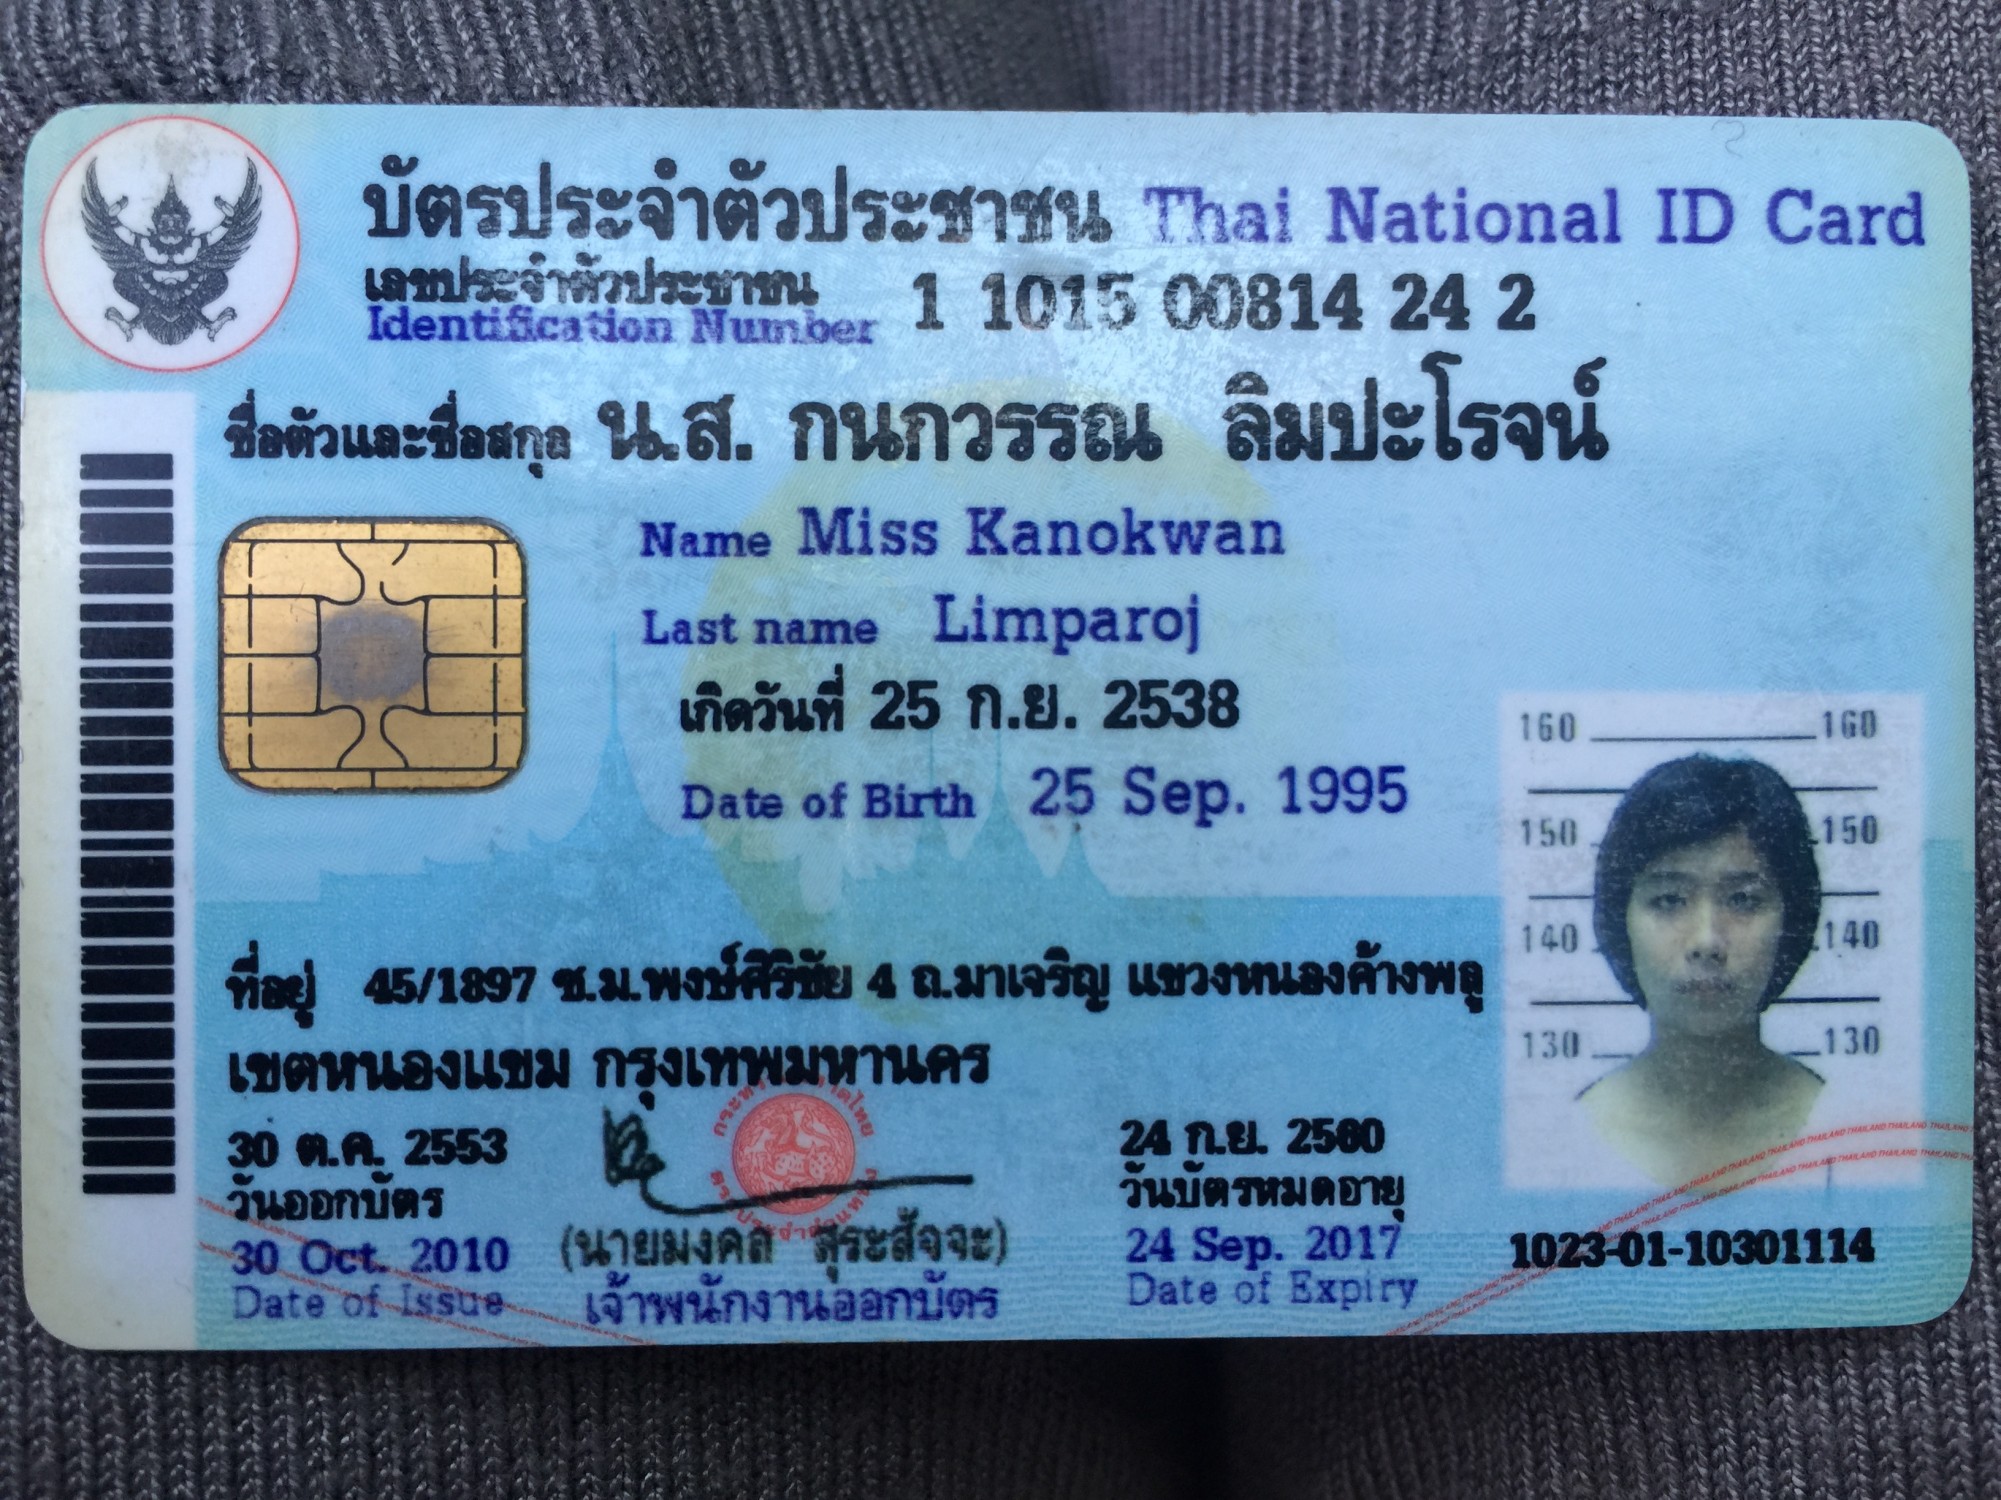 บัตรประจำตัวประชาชน Thai National ID Card
เลขประจำตัวประชาชน
Identification Number 1 1015 00814 24 2
ชื่อตัวและชื่อสกุล น.ส. กนกวรรณ ลิมปะโรจน์
Name Miss Kanokwan
Last name Limparoj
เกิดวันที่ 25 ก.ย. 2538
Date of Birth 25 Sep. 1995
160 160
150 150
140 140
130 130
ที่อยู่ 45/1897 ซ.ม.พงษ์ศิริชัย 4 ถ.มาเจริญ แขวงหนองค้างพลู
เขตหนองแขม กรุงเทพมหานคร
30 ต.ค. 2553
วันออกบัตร
30 Oct. 2010
Date of Issue
(นายมงคล สุระสัจจะ)
เจ้าพนักงานออกบัตร
24 ก.ย. 2560
วันบัตรหมดอายุ
24 Sep. 2017
Date of Expiry
1023-01-10301114